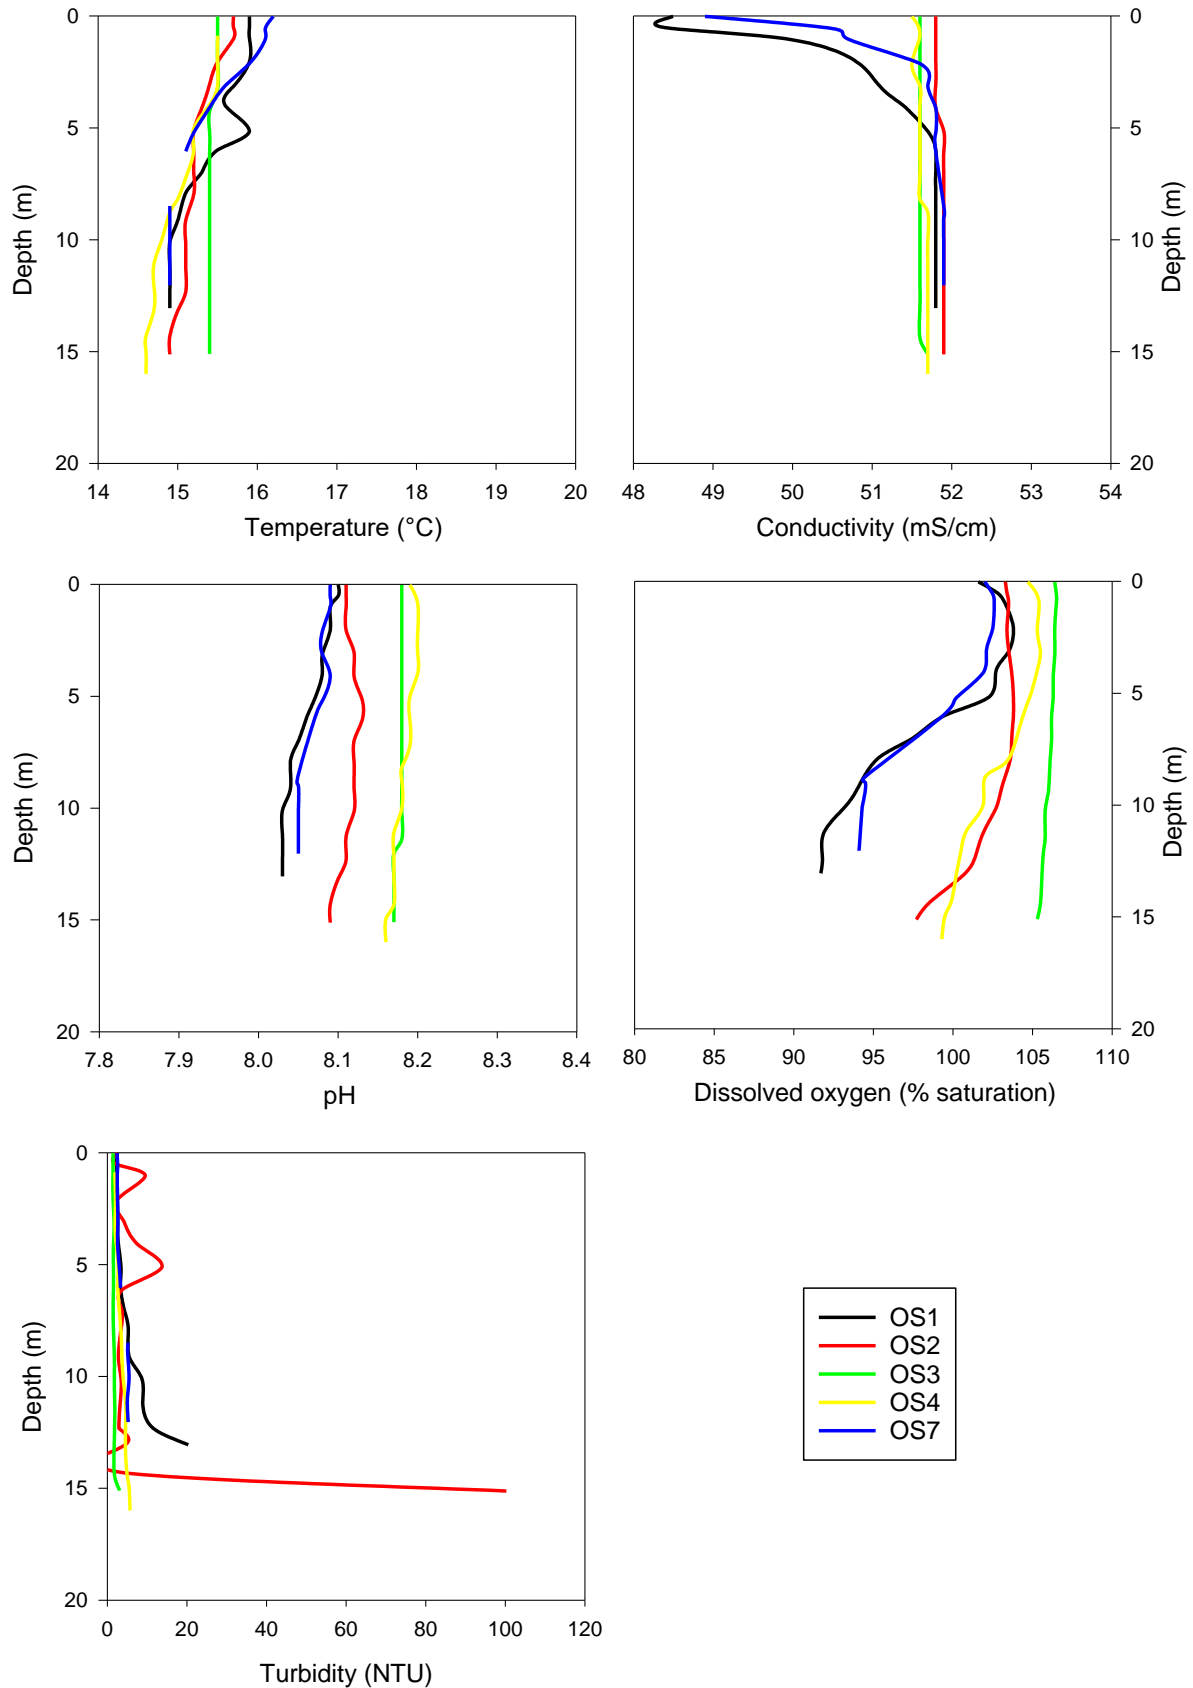 0
5
10
15
20
Depth (m)
14 15 16 17 18 19 20
Temperature (°C)
0
5
10
15
20
Depth (m)
48 49 50 51 52 53 54
Conductivity (mS/cm)
0
5
10
15
20
Depth (m)
7.8 7.9 8.0 8.1 8.2 8.3 8.4
pH
0
5
10
15
20
Depth (m)
80 85 90 95 100 105 110
Dissolved oxygen (% saturation)
0
5
10
15
20
Depth (m)
0 20 40 60 80 100 120
Turbidity (NTU)
OS1
OS2
OS3
OS4
OS7